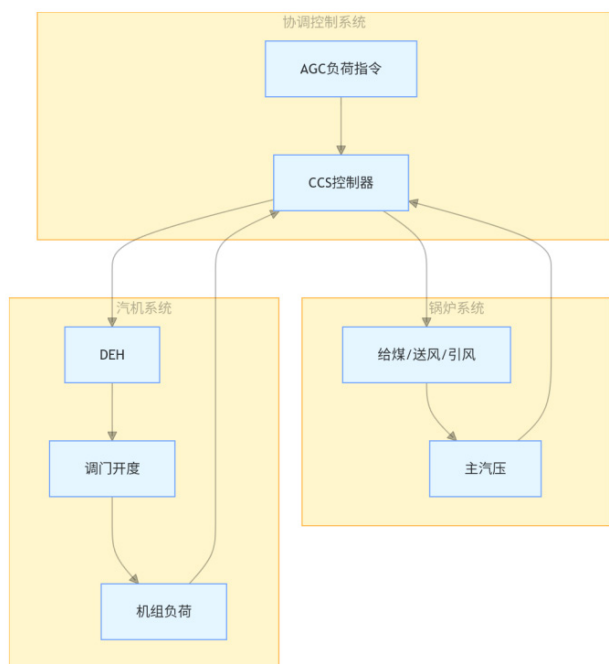 协调控制系统
AGC负荷指令
CCS控制器
汽机系统
DEH
调门开度
机组负荷
锅炉系统
给煤/送风/引风
主汽压